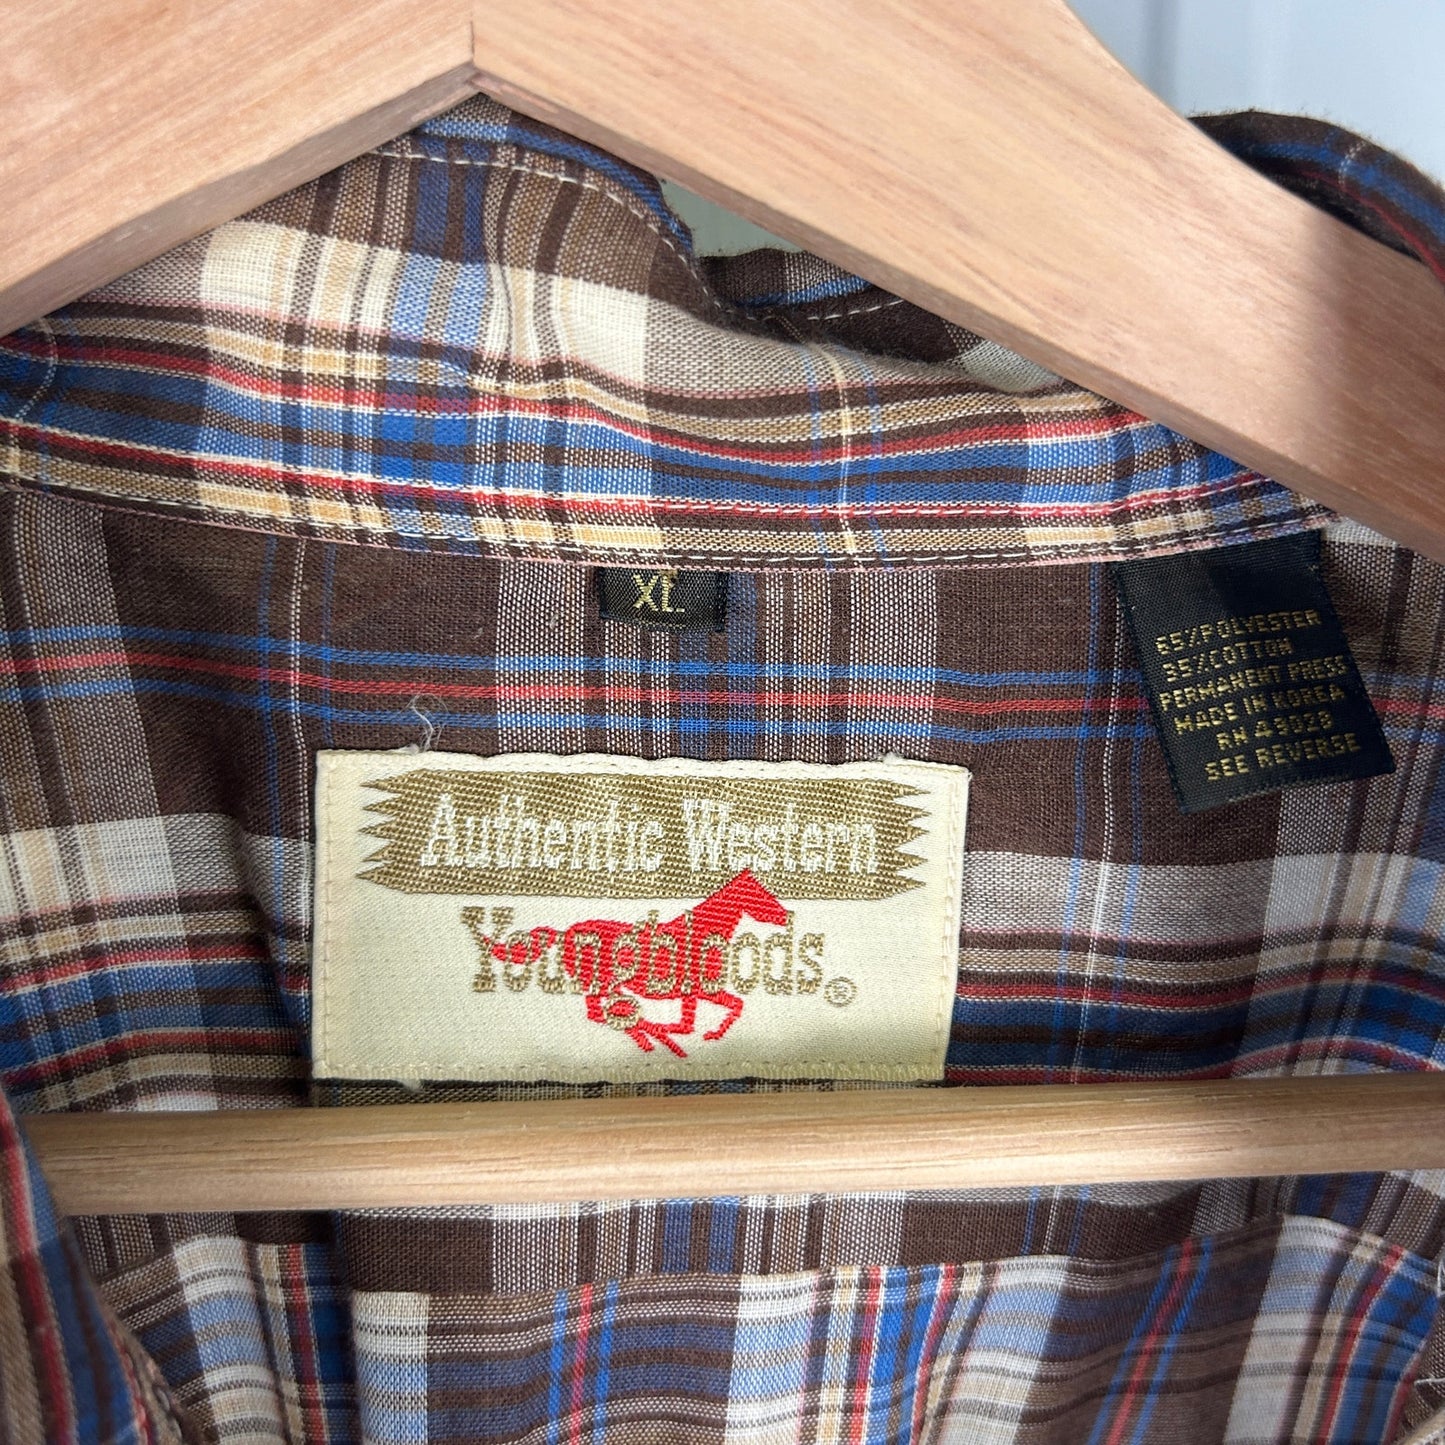 XL
65% POLYESTER
35% COTTON
PERMANENT PRESS
MADE IN KOREA
RN 43028
SEE REVERSE
Authentic Western
Youngbloods®